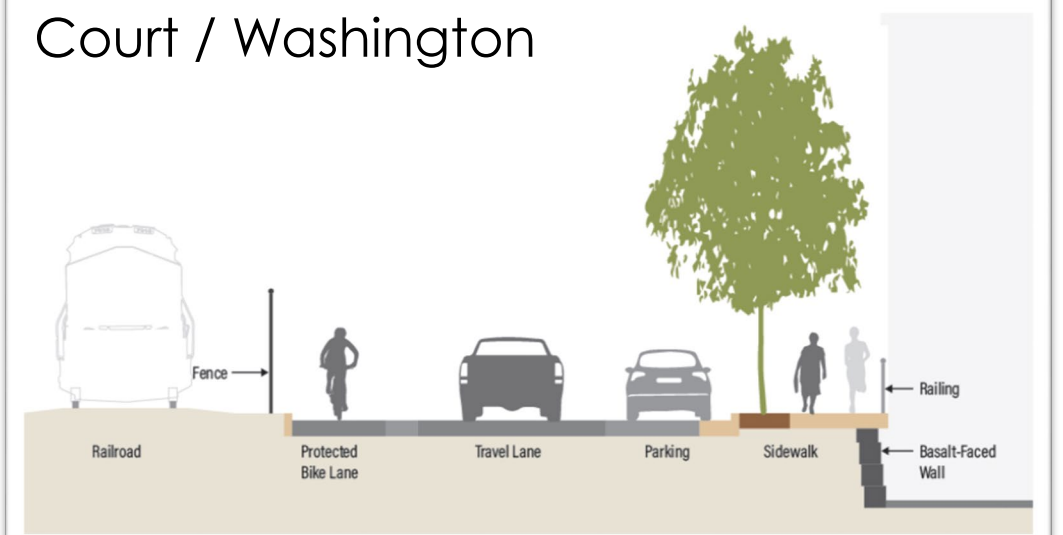 Court / Washington
Fence
Railing
Railroad
Protected
Bike Lane
Travel Lane
Parking
Sidewalk
Basalt-Faced
Wall